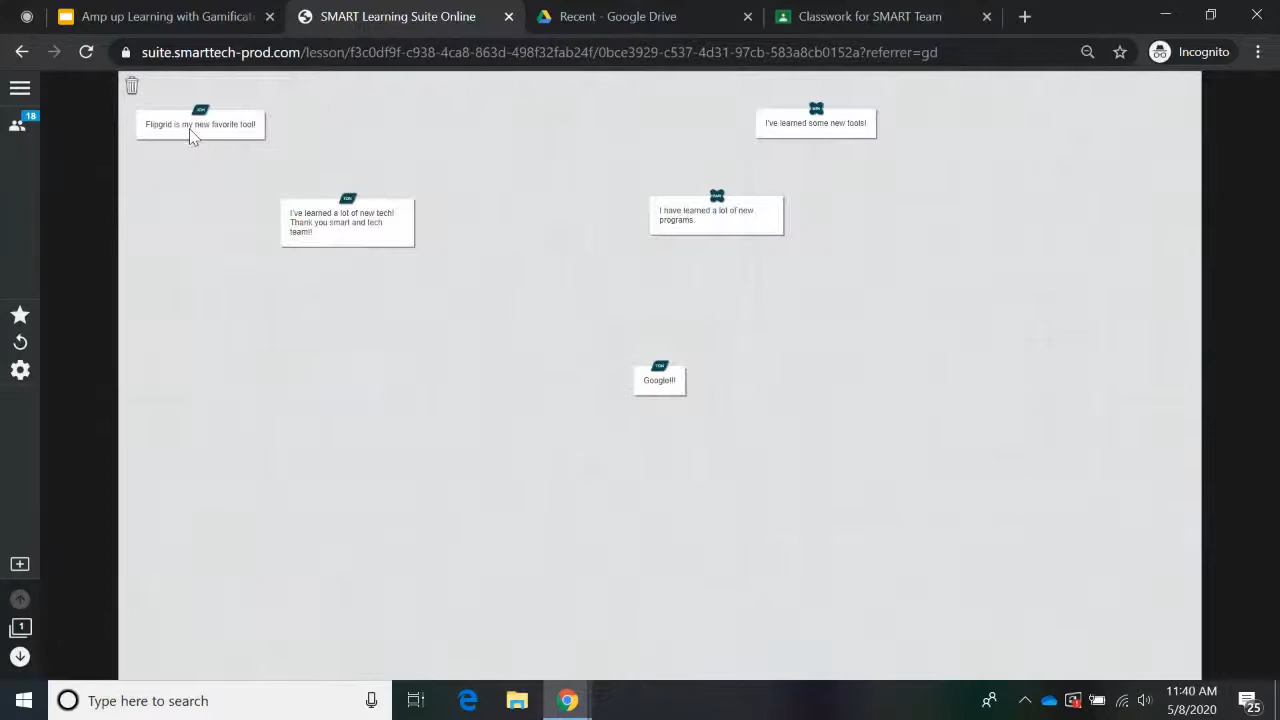 Amp up Learning with Gamificat
SMART Learning Suite Online
Recent - Google Drive
Classwork for SMART Team
suite.smarttech-prod.com/lesson/f3c0df9f-c938-4ca8-863d-498f32fab24f/0bce3929-c537-4d31-97cb-583a8cb0152a?referrer=gd
Incognito
18
Flipgrid is my new favorite tool!
I've learned some new tools!
I've learned a lot of new tech!
Thank you smart and tech
team!!
I have learned a lot of new
programs.
Google!!!
1
Type here to search
11:40 AM
5/8/2020
25